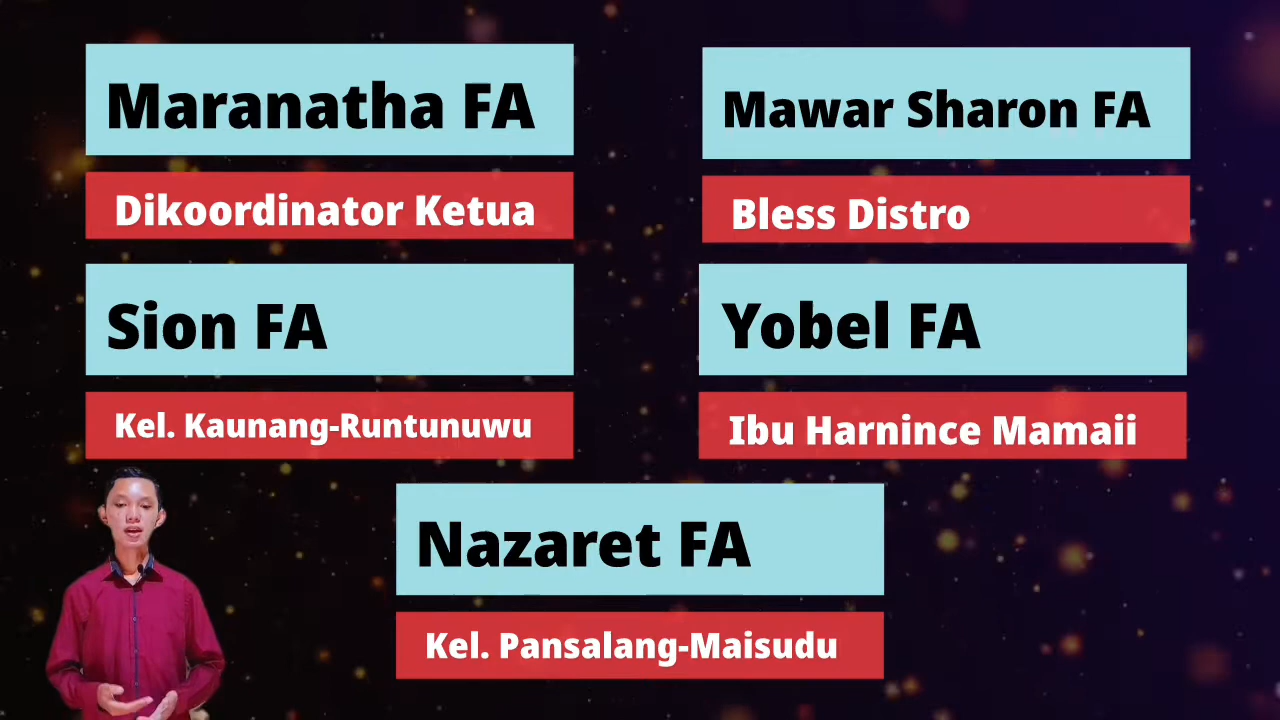 Maranatha FA
Dikoordinator Ketua
Mawar Sharon FA
Bless Distro
Sion FA
Kel. Kaunang-Runtunuwu
Yobel FA
Ibu Harnince Mamaii
Nazaret FA
Kel. Pansalang-Maisudu